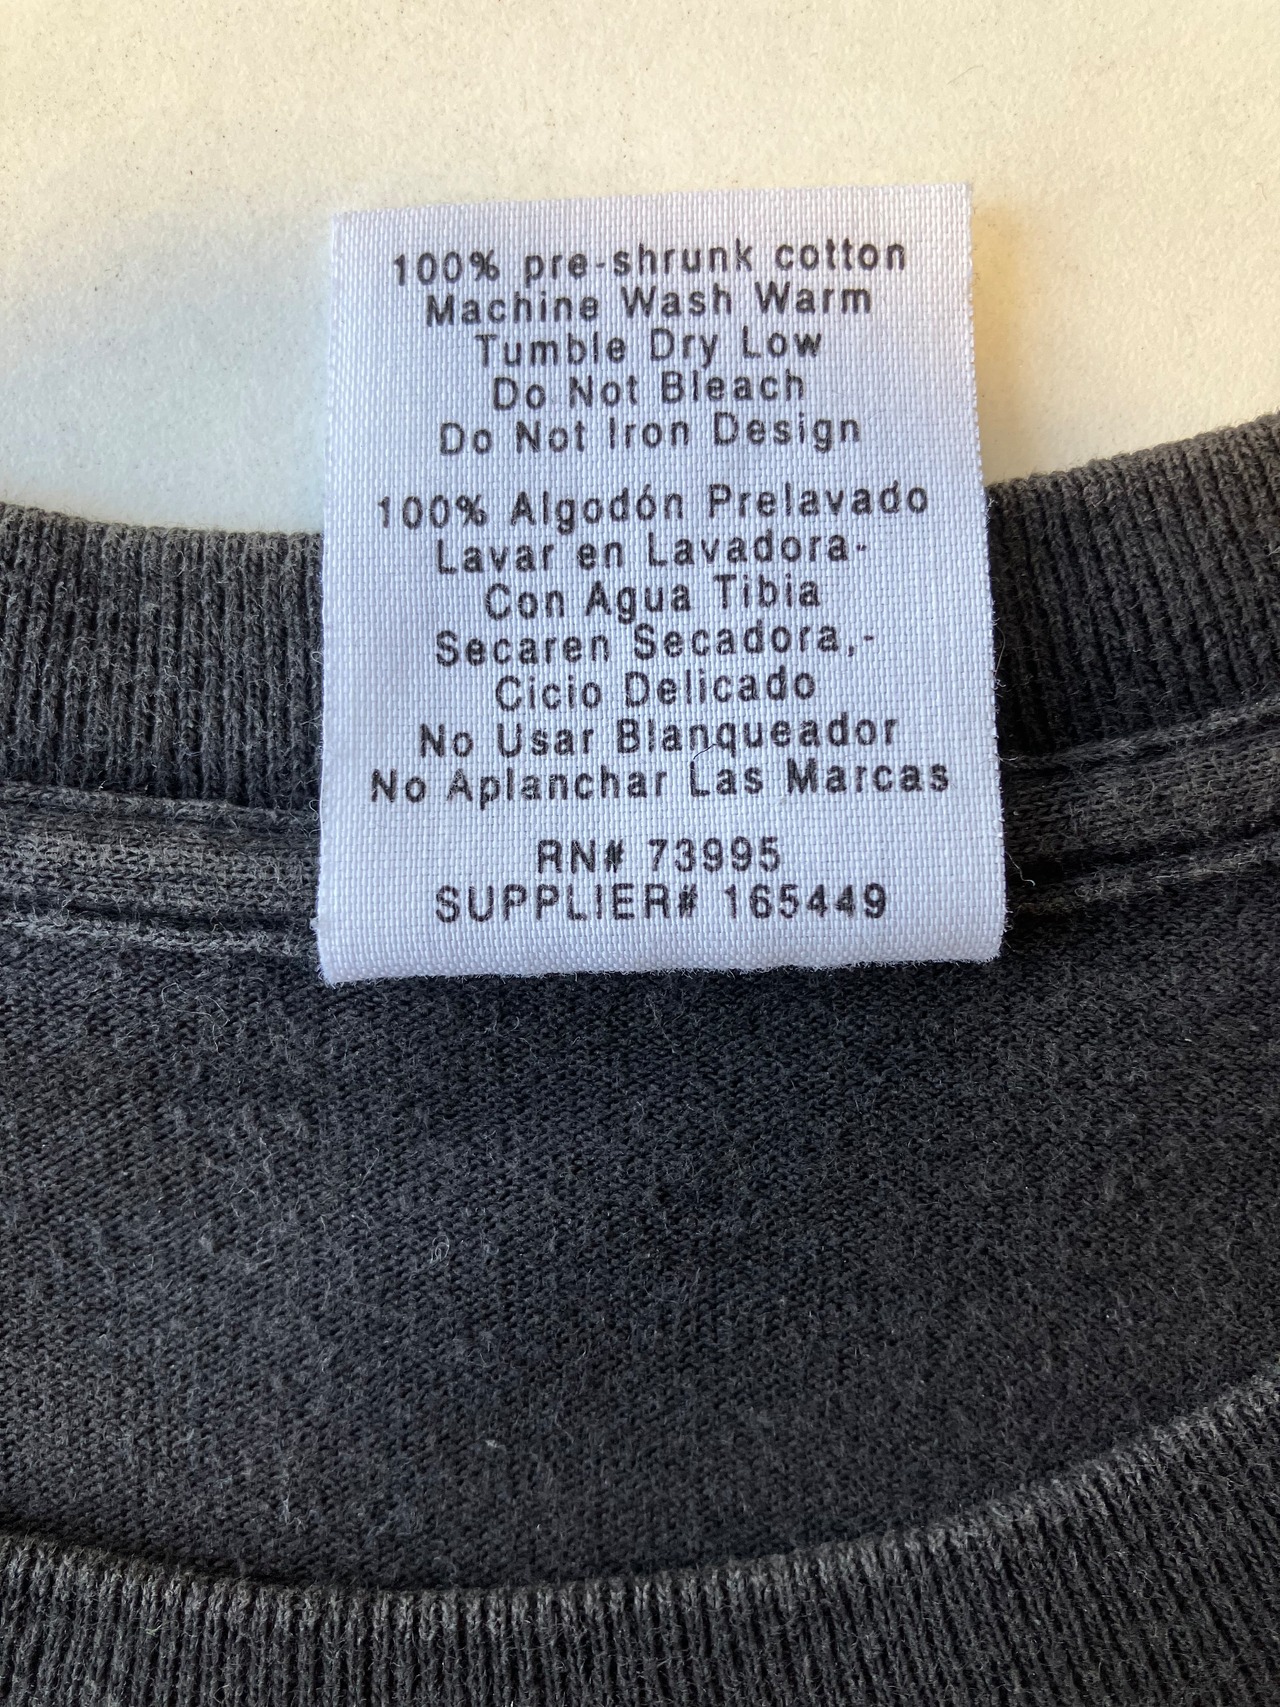 100% pre-shrunk cotton
Machine Wash Warm
Tumble Dry Low
Do Not Bleach
Do Not Iron Design
100% Algodón Prelavado
Lavar en Lavadora-
Con Agua Tibia
Secaren Secadora,-
Cicio Delicado
No Usar Blanqueador
No Aplanchar Las Marcas
RN# 73995
SUPPLIER# 165449